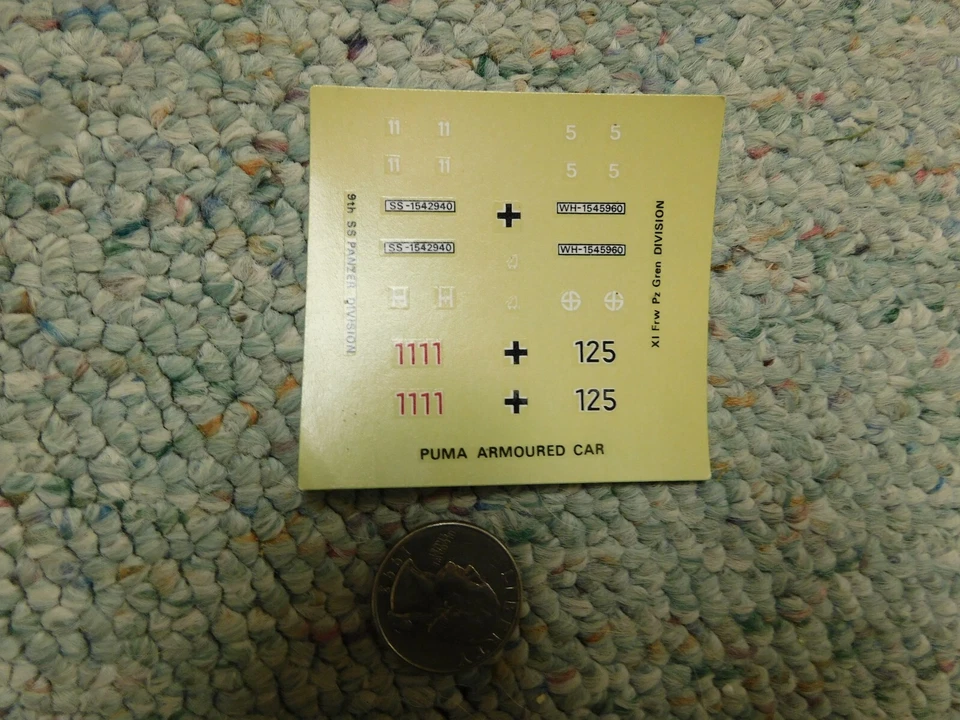 11 11 5 5
11 11 5 5
SS-1542940 WH-1545960
SS-1542940 WH-1545960
9th SS PANZER DIVISION
XI Frw Pz Gren DIVISION
1111 125
1111 125
PUMA ARMOURED CAR